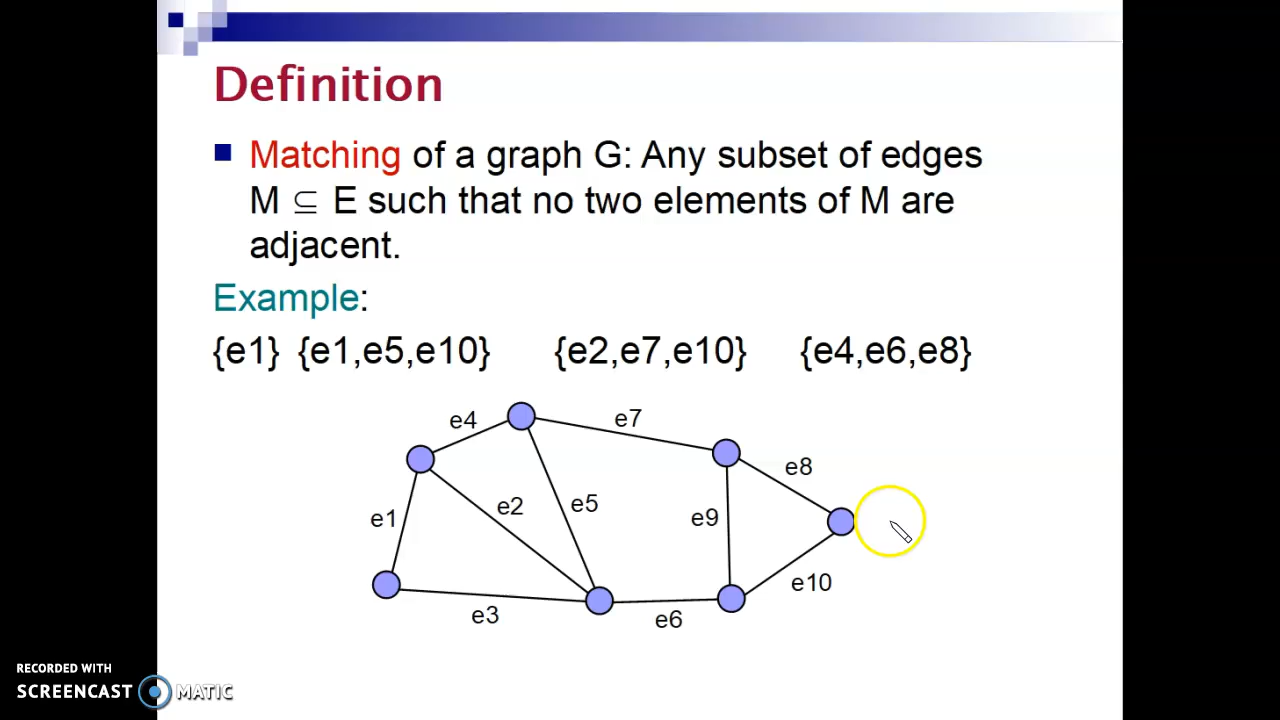 Definition
Matching of a graph G: Any subset of edges
M ⊆ E such that no two elements of M are
adjacent.
Example:
{e1} {e1,e5,e10} {e2,e7,e10} {e4,e6,e8}
e4
e7
e8
e1
e2
e5
e9
e10
e3
e6
RECORDED WITH
SCREENCAST MATIC